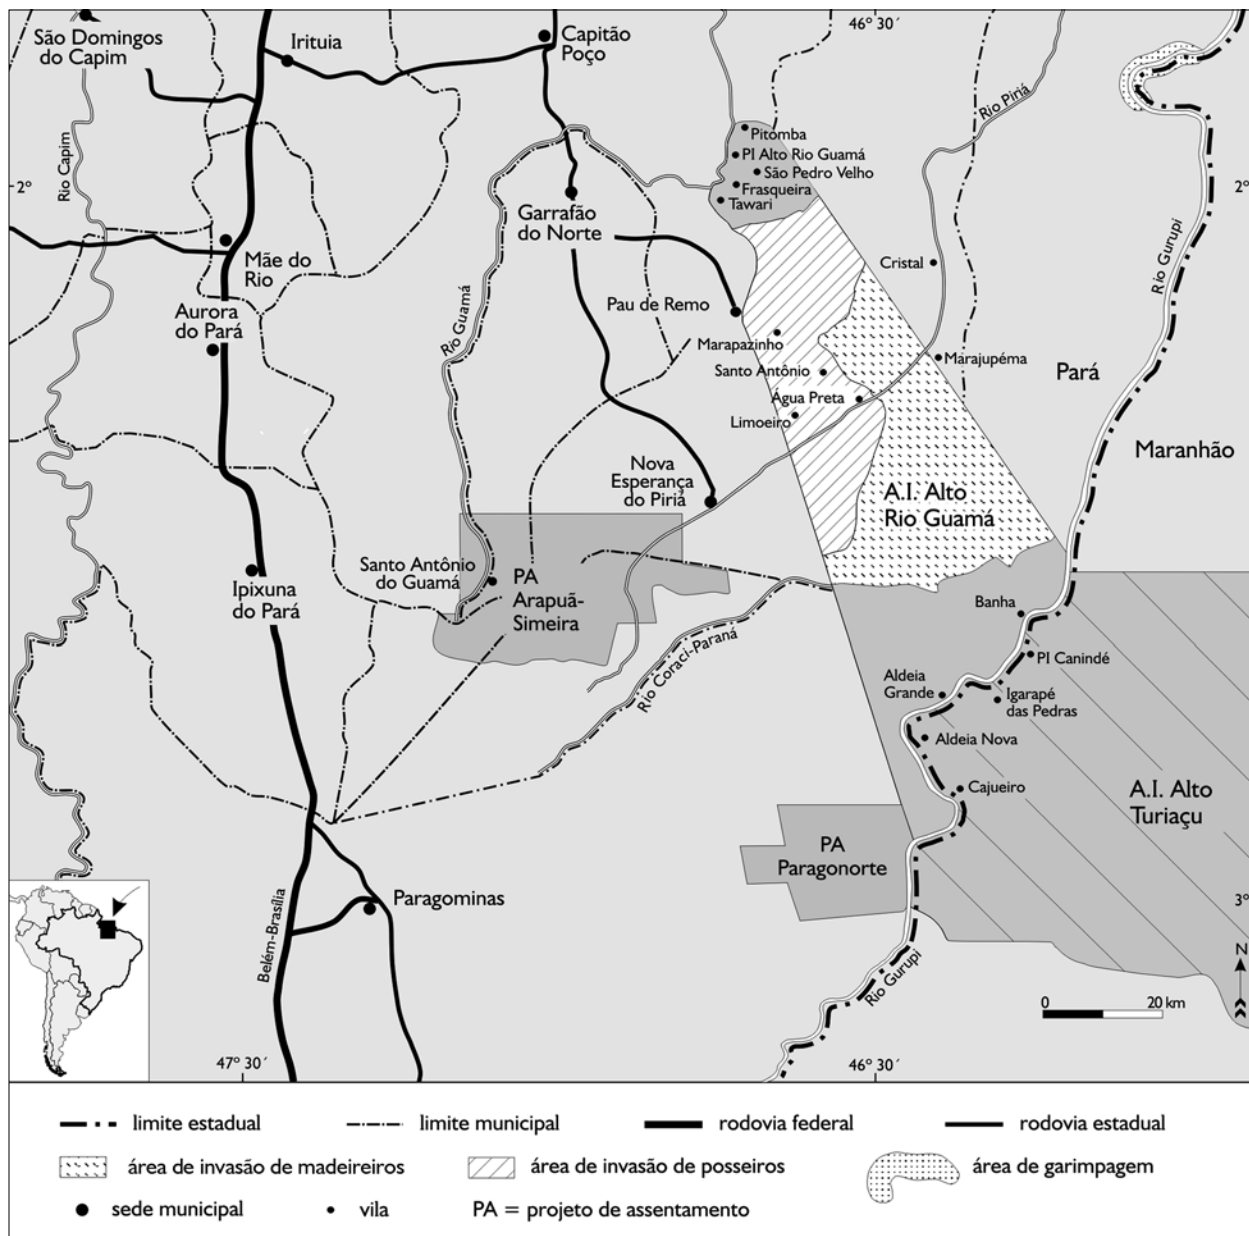 46º 30´
São Domingos
do Capim
Irituia
Capitão
Poço
Rio Piriá
Rio Capim
Pitomba
PI Alto Rio Guamá
São Pedro Velho
Frasqueira
Tawari
2º
2º
Garrafão
do Norte
Rio Gurupi
Mãe do
Rio
Cristal
Aurora
do Pará
Pau de Remo
Rio Guamá
Marapazinho
Marajupéma
Santo Antônio
Pará
Água Preta
Limoeiro
Maranhão
Nova
Esperança
do Piriá
A.I. Alto
Rio Guamá
Santo Antônio
do Guamá
PA
Arapuã-
Simeira
Ipixuna
do Pará
Banha
Rio Coraci-Paraná
PI Canindé
Aldeia
Grande
Igarapé
das Pedras
Aldeia Nova
Cajueiro
A.I. Alto
Turiaçu
PA
Paragonorte
Paragominas
Belém-Brasília
3º
N
Rio Gurupi
0
20 km
47º 30´
46º 30´
limite estadual
limite municipal
rodovia federal
rodovia estadual
área de invasão de madeireiros
área de invasão de posseiros
área de garimpagem
sede municipal
vila
PA = projeto de assentamento